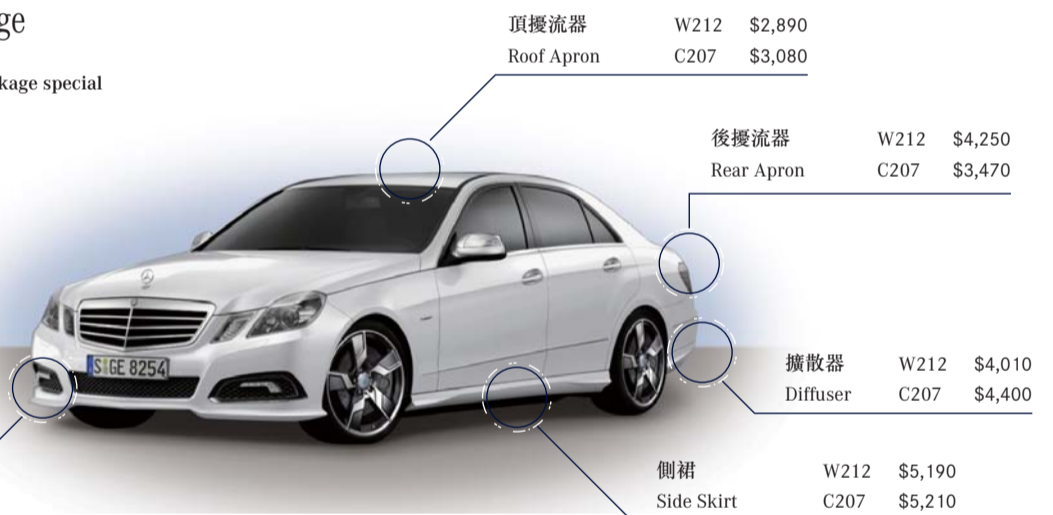 ge
kage special
頂擾流器 W212 $2,890
Roof Apron C207 $3,080
後擾流器 W212 $4,250
Rear Apron C207 $3,470
擴散器 W212 $4,010
Diffuser C207 $4,400
S GE 8254
側裙 W212 $5,190
Side Skirt C207 $5,210